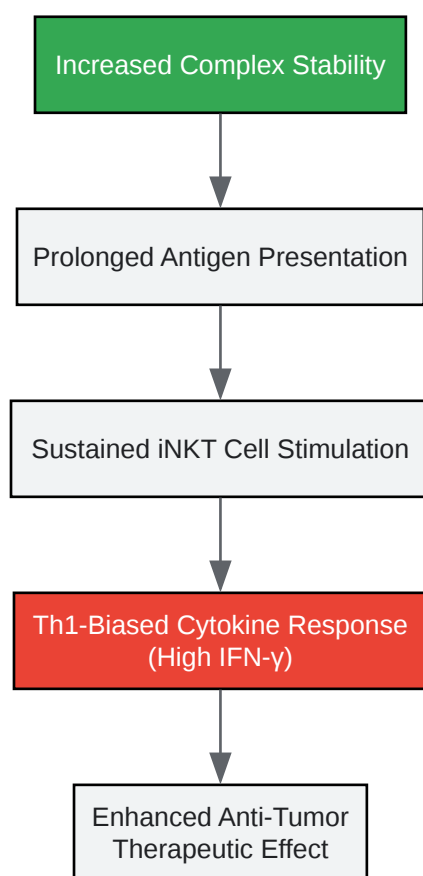 Increased Complex Stability
Prolonged Antigen Presentation
Sustained iNKT Cell Stimulation
Th1-Biased Cytokine Response
(High IFN-γ)
Enhanced Anti-Tumor
Therapeutic Effect